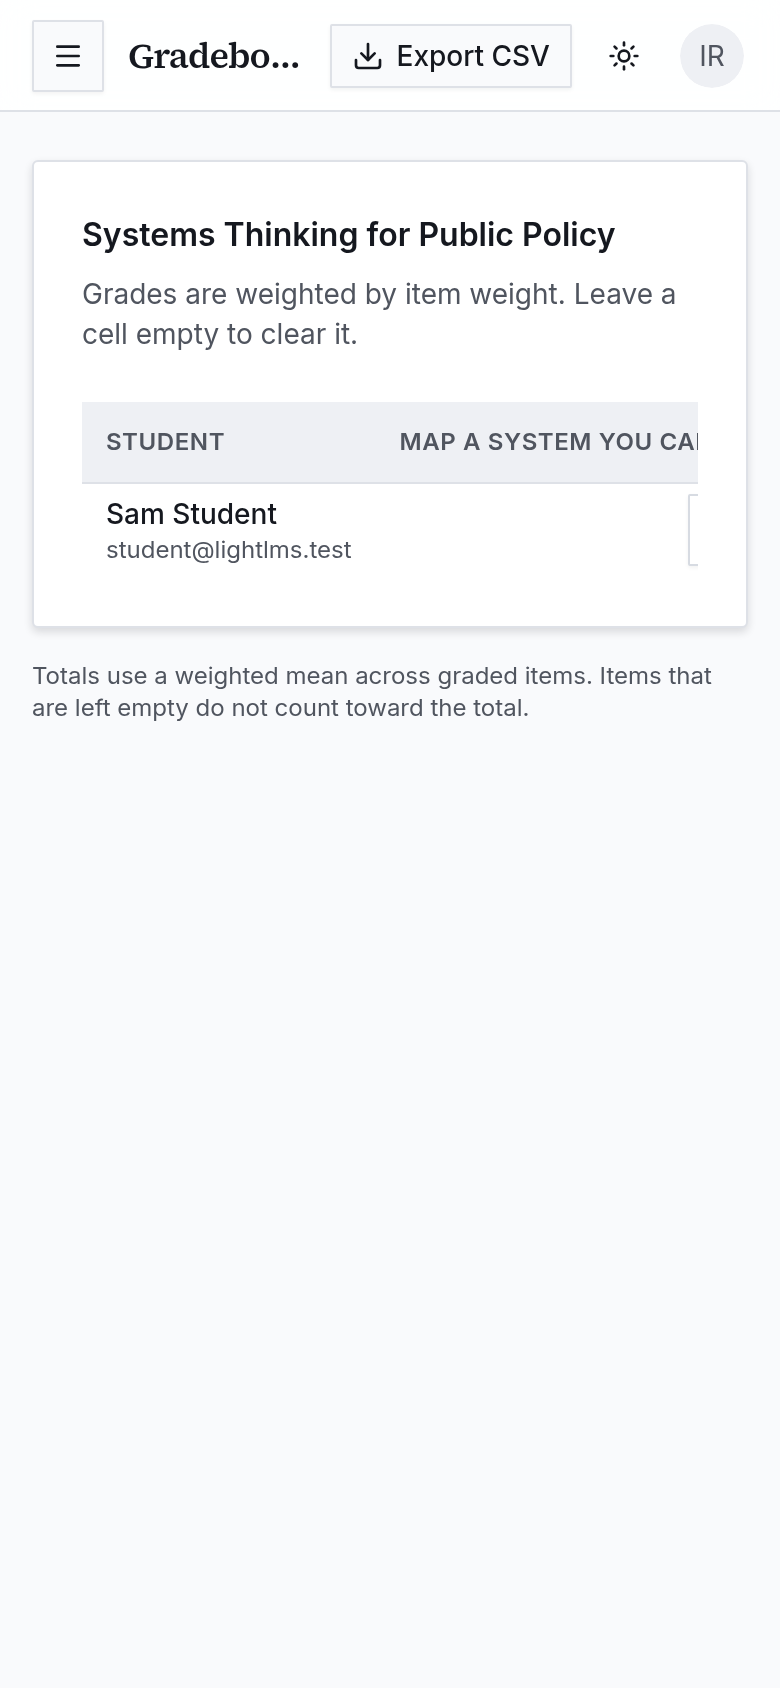 Gradebo...
Export CSV
IR
Systems Thinking for Public Policy
Grades are weighted by item weight. Leave a
cell empty to clear it.
STUDENT
MAP A SYSTEM YOU CA
Sam Student
student@lightlms.test
Totals use a weighted mean across graded items. Items that
are left empty do not count toward the total.